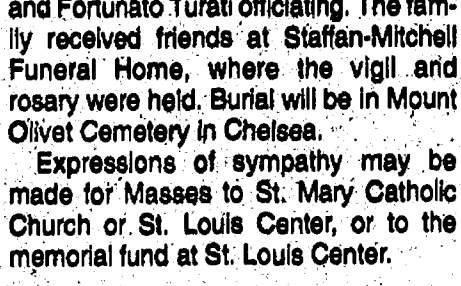 and Fortunato Turati officiating. The fam-
ily received friends at Staffan-Mitchell
Funeral Home, where the vigil and
rosary were held. Burial will be in Mount
Olivet Cemetery in Chelsea.
Expressions of sympathy may be
made for Masses to St. Mary Catholic
Church or St. Louis Center, or to the
memorial fund at St. Louis Center.